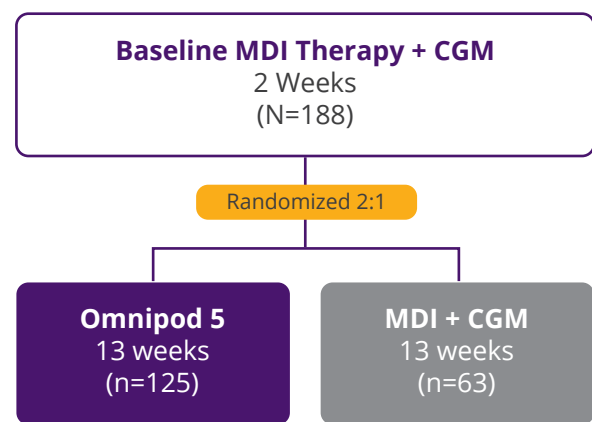 Baseline MDI Therapy + CGM
2 Weeks
(N=188)
Randomized 2:1
Omnipod 5
13 weeks
(n=125)
MDI + CGM
13 weeks
(n=63)